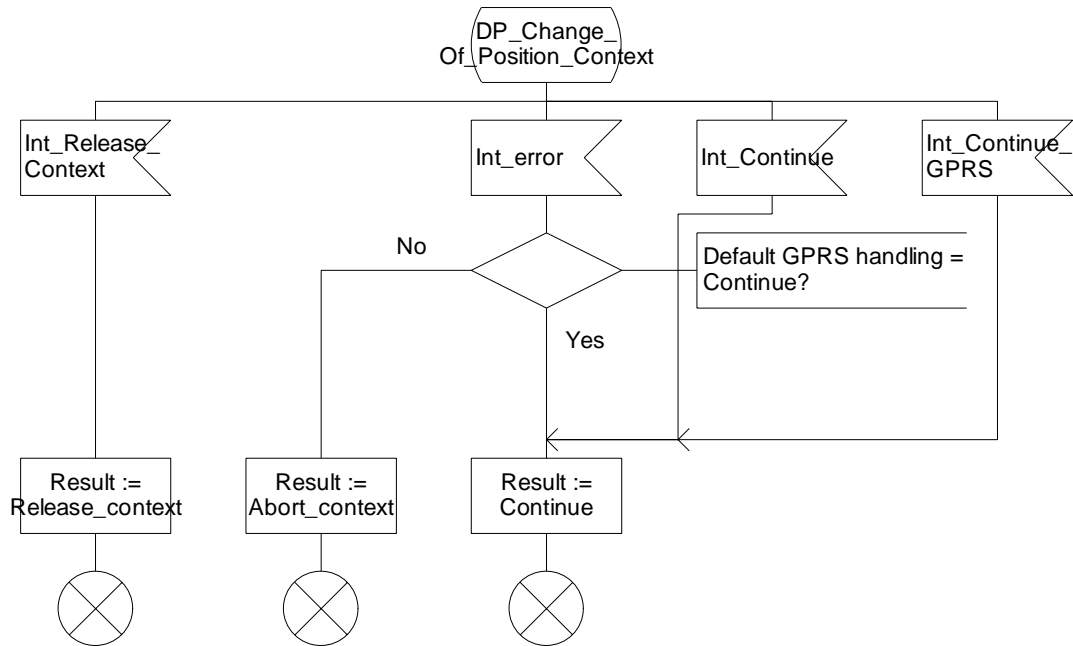 DP_Change_
Of_Position_Context
Int_Release_
Context
Int_error
Int_Continue
Int_Continue_
GPRS
No
Default GPRS handling =
Continue?
Yes
Result :=
Release_context
Result :=
Abort_context
Result :=
Continue